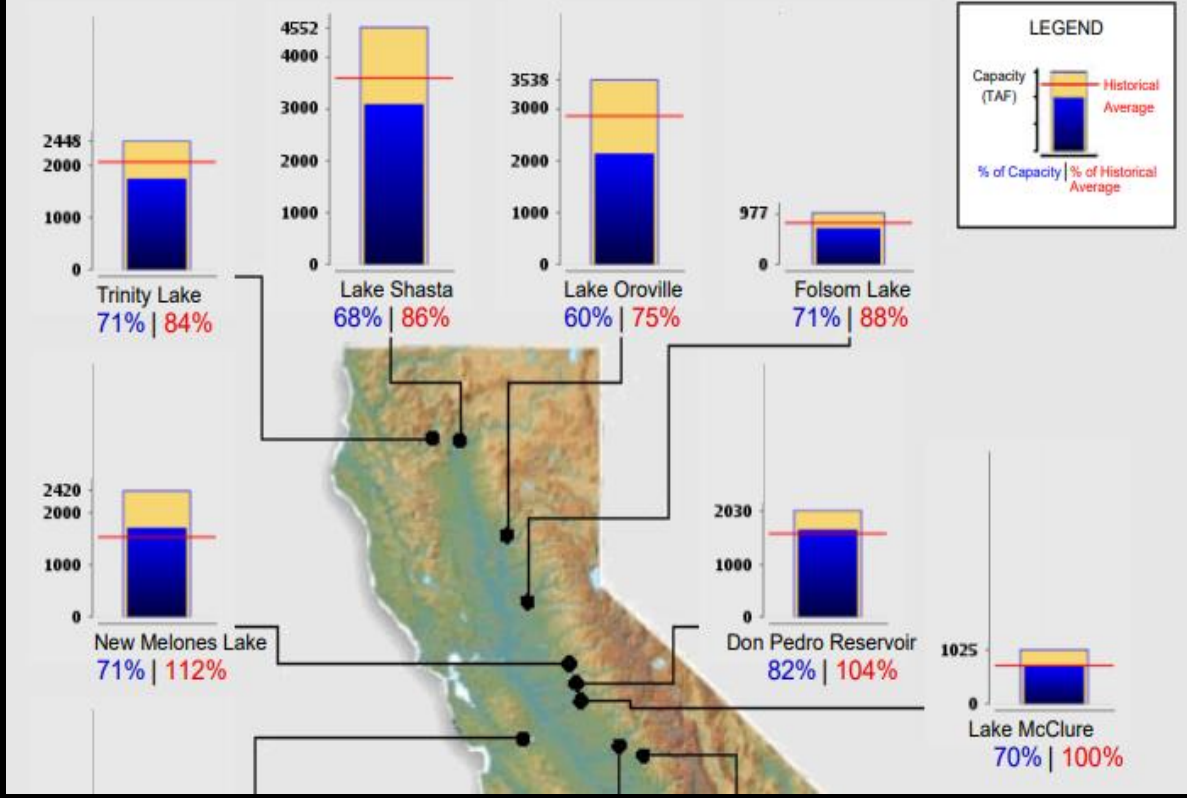 LEGEND
Capacity
(TAF)
Historical
Average
% of Capacity | % of Historical
Average
2448
2000
1000
0
Trinity Lake
71% | 84%
4552
4000
3000
2000
1000
0
Lake Shasta
68% | 86%
3538
3000
2000
1000
0
Lake Oroville
60% | 75%
977
0
Folsom Lake
71% | 88%
2420
2000
1000
0
New Melones Lake
71% | 112%
2030
1000
0
Don Pedro Reservoir
82% | 104%
1025
0
Lake McClure
70% | 100%